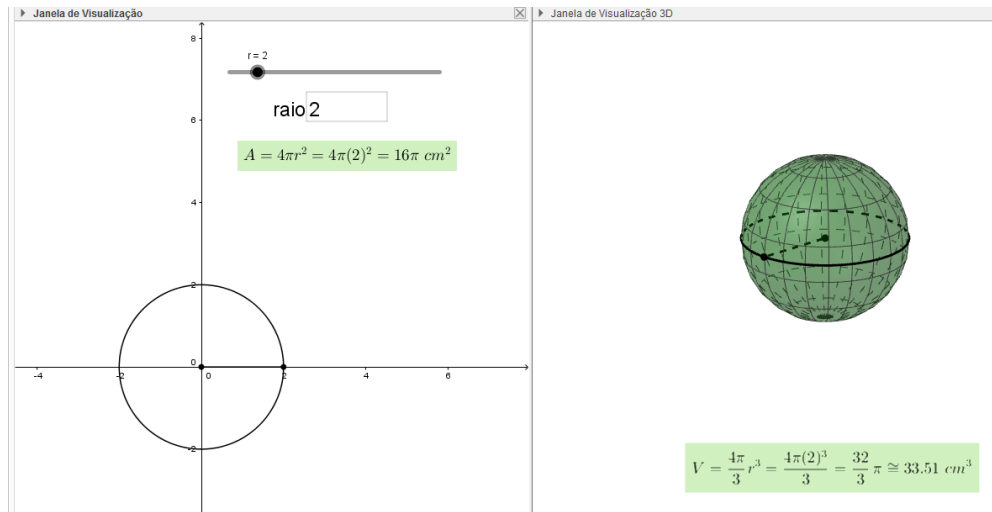 Janela de Visualização
Janela de Visualização 3D
r = 2
raio 2
A = 4πr² = 4π(2)² = 16π cm²
8
6
4
2
0
-2
-4
-2
0
2
4
6
V = 4π/3 r³ = 4π(2)³/3 = 32/3 π ≅ 33.51 cm³